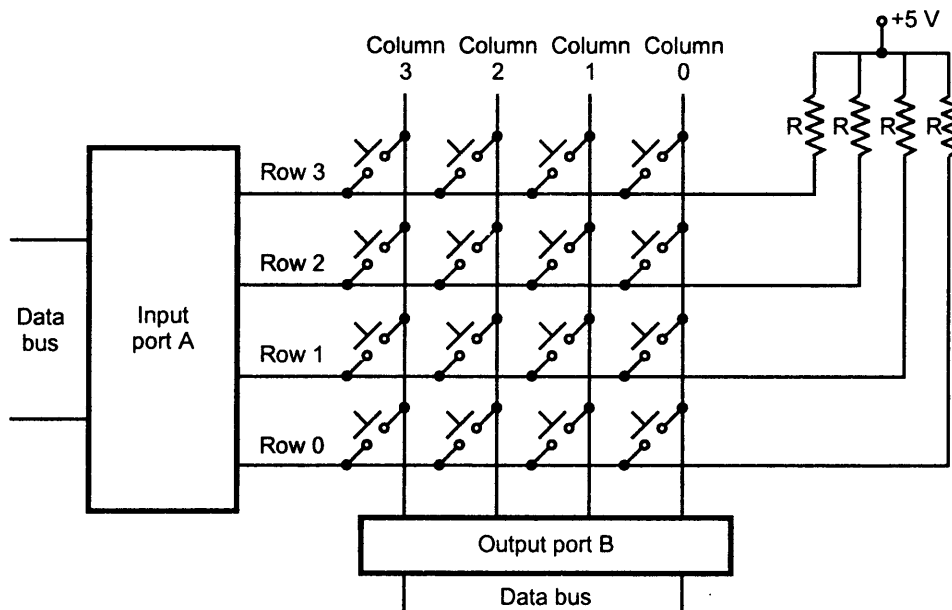 +5 V
Column Column Column Column
3 2 1 0
R R R R
Row 3
Row 2
Data
bus
Input
port A
Row 1
Row 0
Output port B
Data bus